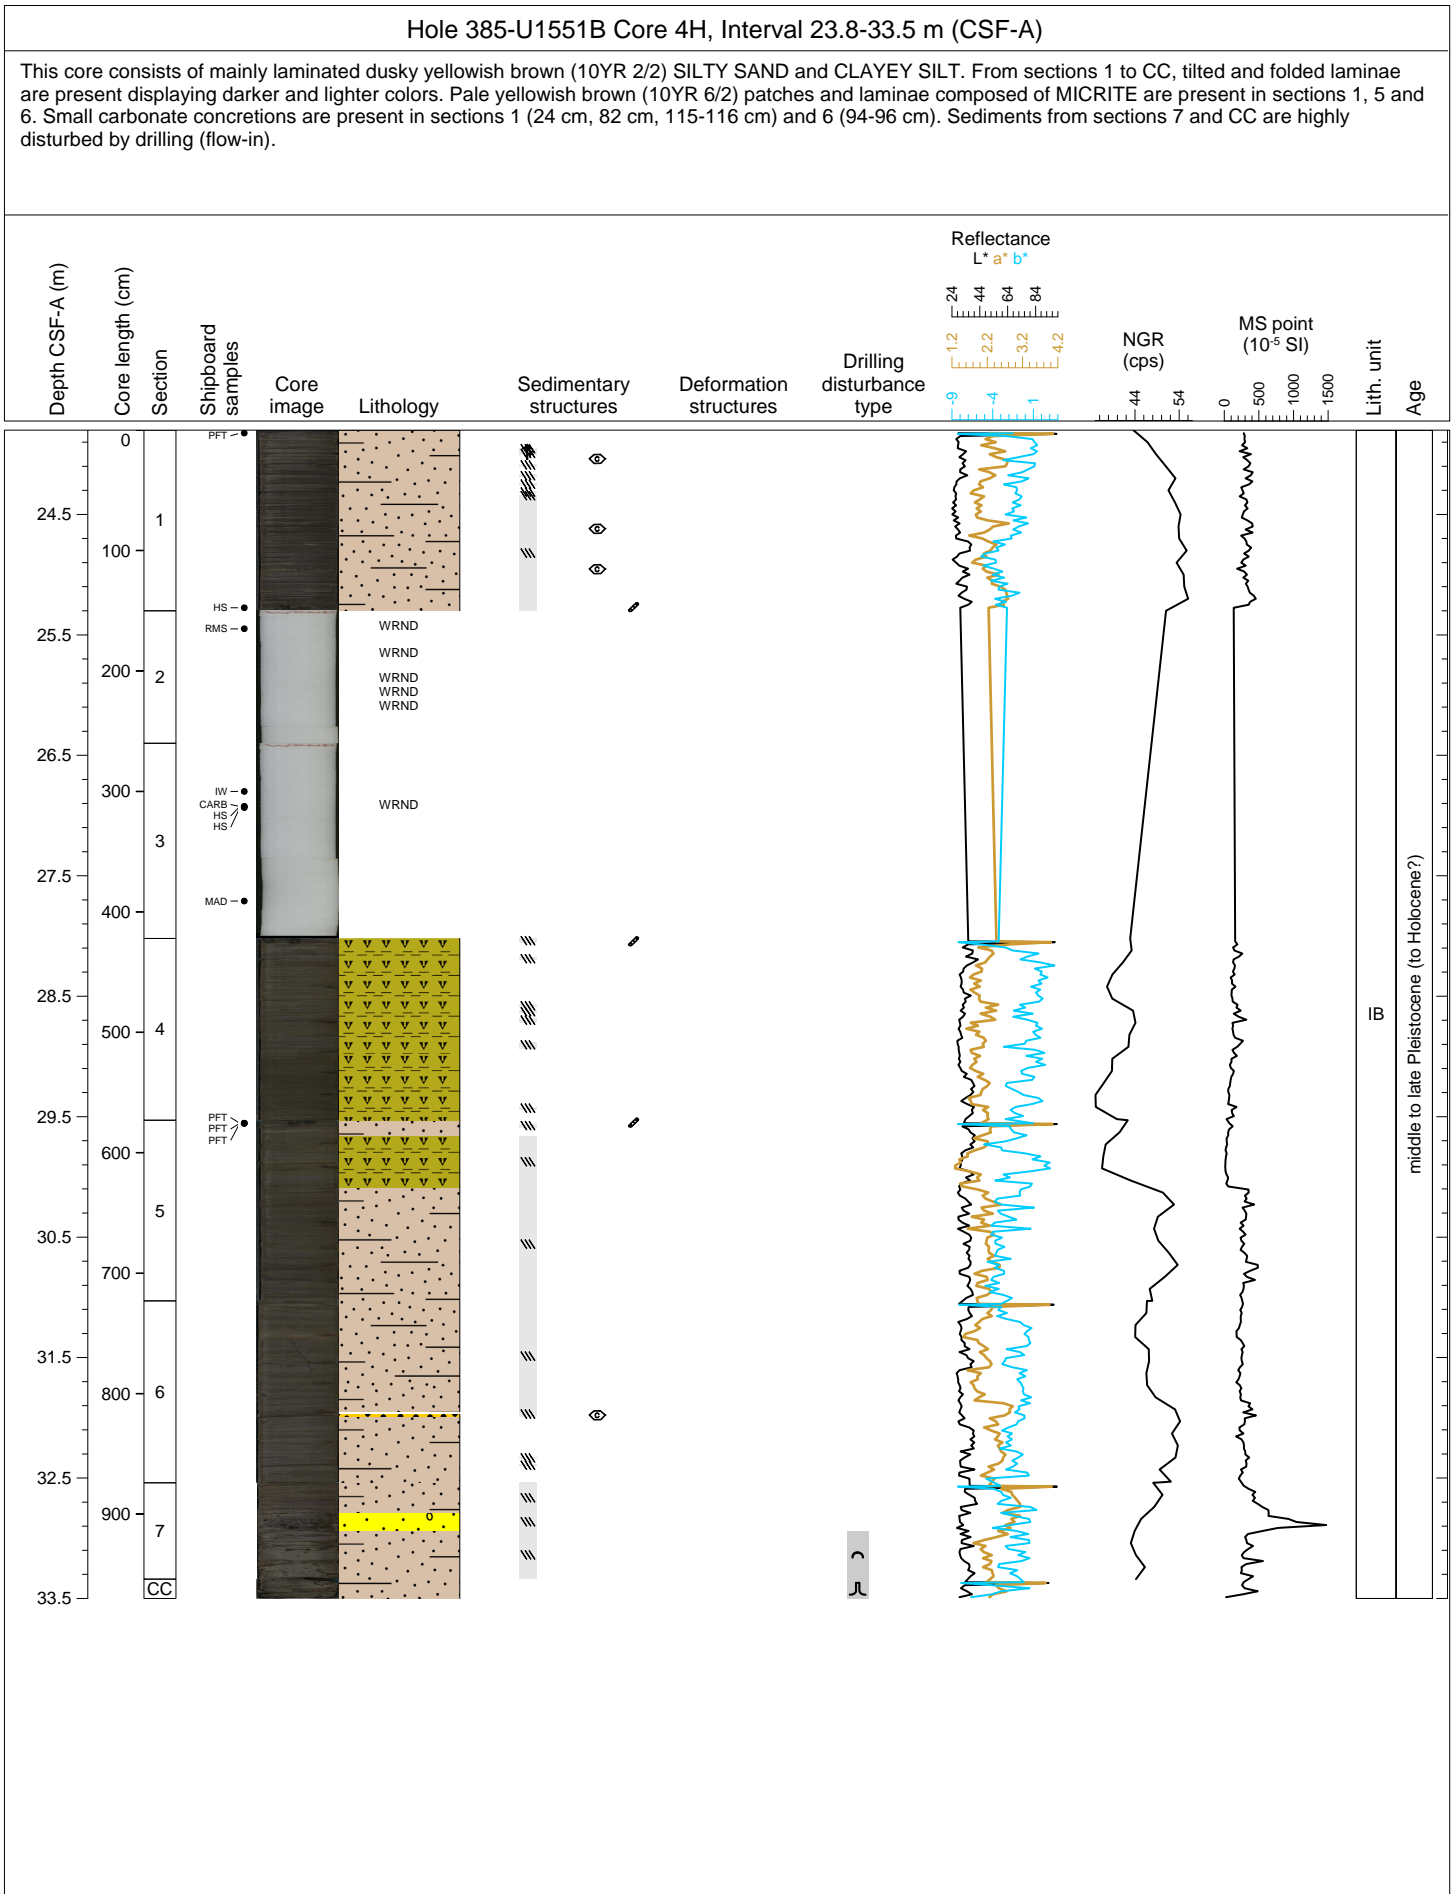 Hole 385-U1551B Core 4H, Interval 23.8-33.5 m (CSF-A)
This core consists of mainly laminated dusky yellowish brown (10YR 2/2) SILTY SAND and CLAYEY SILT. From sections 1 to CC, tilted and folded laminae
are present displaying darker and lighter colors. Pale yellowish brown (10YR 6/2) patches and laminae composed of MICRITE are present in sections 1, 5 and
6. Small carbonate concretions are present in sections 1 (24 cm, 82 cm, 115-116 cm) and 6 (94-96 cm). Sediments from sections 7 and CC are highly
disturbed by drilling (flow-in).
Depth CSF-A (m)
Core length (cm)
Section
Shipboard
samples
Core
image
Lithology
Sedimentary
structures
Deformation
structures
Drilling
disturbance
type
Reflectance
L* a* b*
24 44 64 84
1.2 2.2 3.2 4.2
-9 -4 1
NGR
(cps)
44 54
MS point
(10-5 SI)
0 500 1000 1500
Lith. unit
Age
24.5
25.5
26.5
27.5
28.5
29.5
30.5
31.5
32.5
33.5
0
100
200
300
400
500
600
700
800
900
1
2
3
4
5
6
7
CC
PFT
HS
RMS
IW
CARB
HS
HS
MAD
PFT
PFT
PFT
WRND
WRND
WRND
WRND
WRND
WRND
IB
middle to late Pleistocene (to Holocene?)